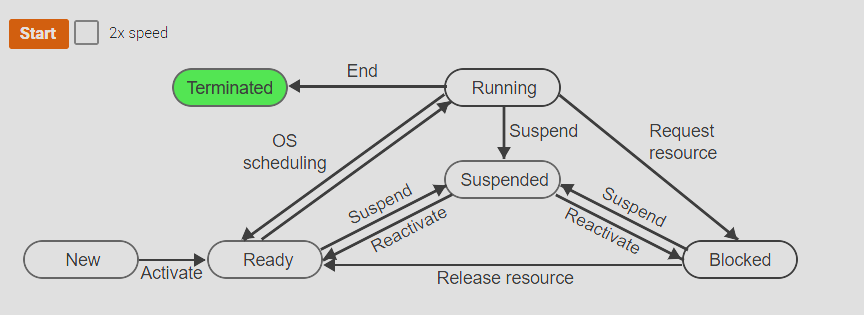 Start
2x speed
End
Terminated
Running
OS
scheduling
Suspend
Request
resource
Suspended
Suspend
Reactivate
Suspend
Reactivate
New
Activate
Ready
Release resource
Blocked